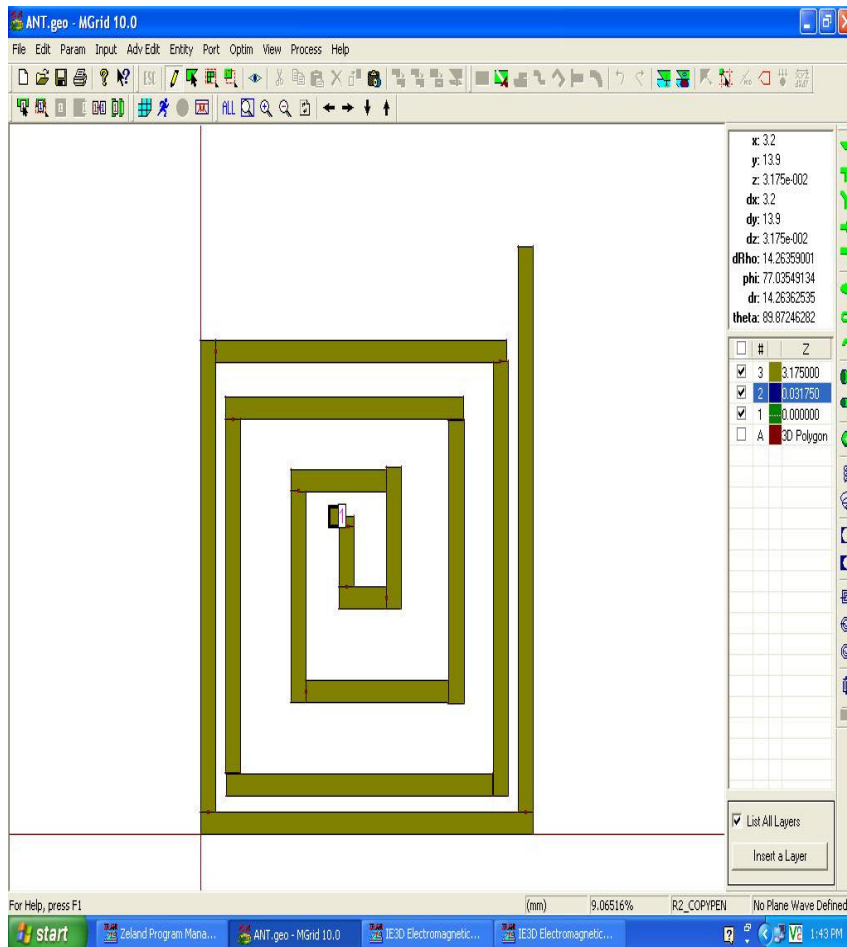 ANT.geo - MGrid 10.0
File Edit Param Input Adv Edit Entity Port Optim View Process Help
ESC
ALL
x: 3.2
y: 13.9
z: 3.175e-002
dx: 3.2
dy: 13.9
dz: 3.175e-002
dRho: 14.26359001
phi: 77.03549134
dr: 14.26362535
theta: 89.87246282
# Z
3 3.175000
2 0.031750
1 0.000000
A 3D Polygon
1
List All Layers
Insert a Layer
For Help, press F1 (mm) 9.06516% R2_COPYPEN No Plane Wave Defined
start Zeland Program Mana... ANT.geo - MGrid 10.0 IE3D Electromagnetic... IE3D Electromagnetic... 1:43 PM